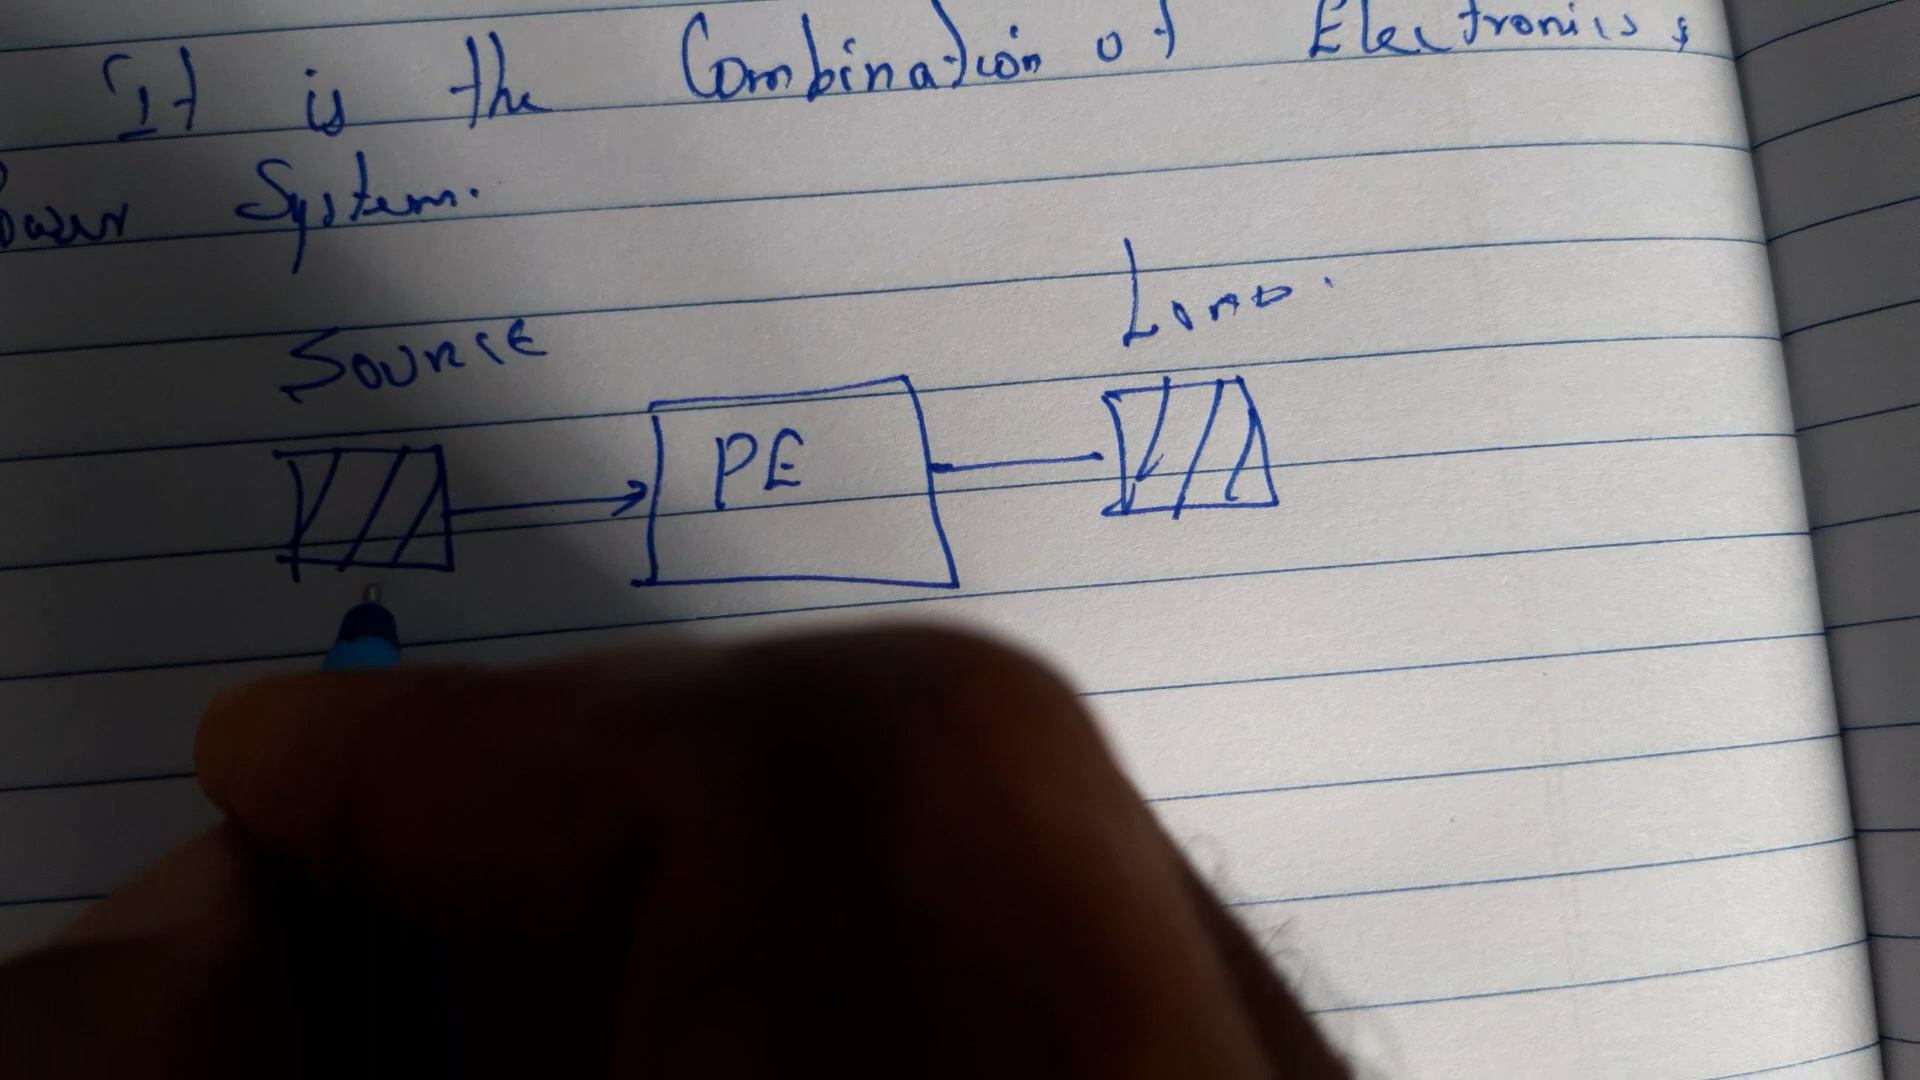 It is the Combination of Electronics &
Power System.
SOURCE
LOAD.
PE